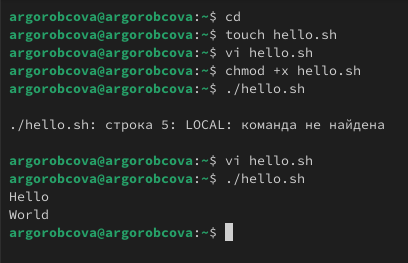 argorobcova@argorobcova:~$ cd
argorobcova@argorobcova:~$ touch hello.sh
argorobcova@argorobcova:~$ vi hello.sh
argorobcova@argorobcova:~$ chmod +x hello.sh
argorobcova@argorobcova:~$ ./hello.sh
./hello.sh: строка 5: LOCAL: команда не найдена
argorobcova@argorobcova:~$ vi hello.sh
argorobcova@argorobcova:~$ ./hello.sh
Hello
World
argorobcova@argorobcova:~$